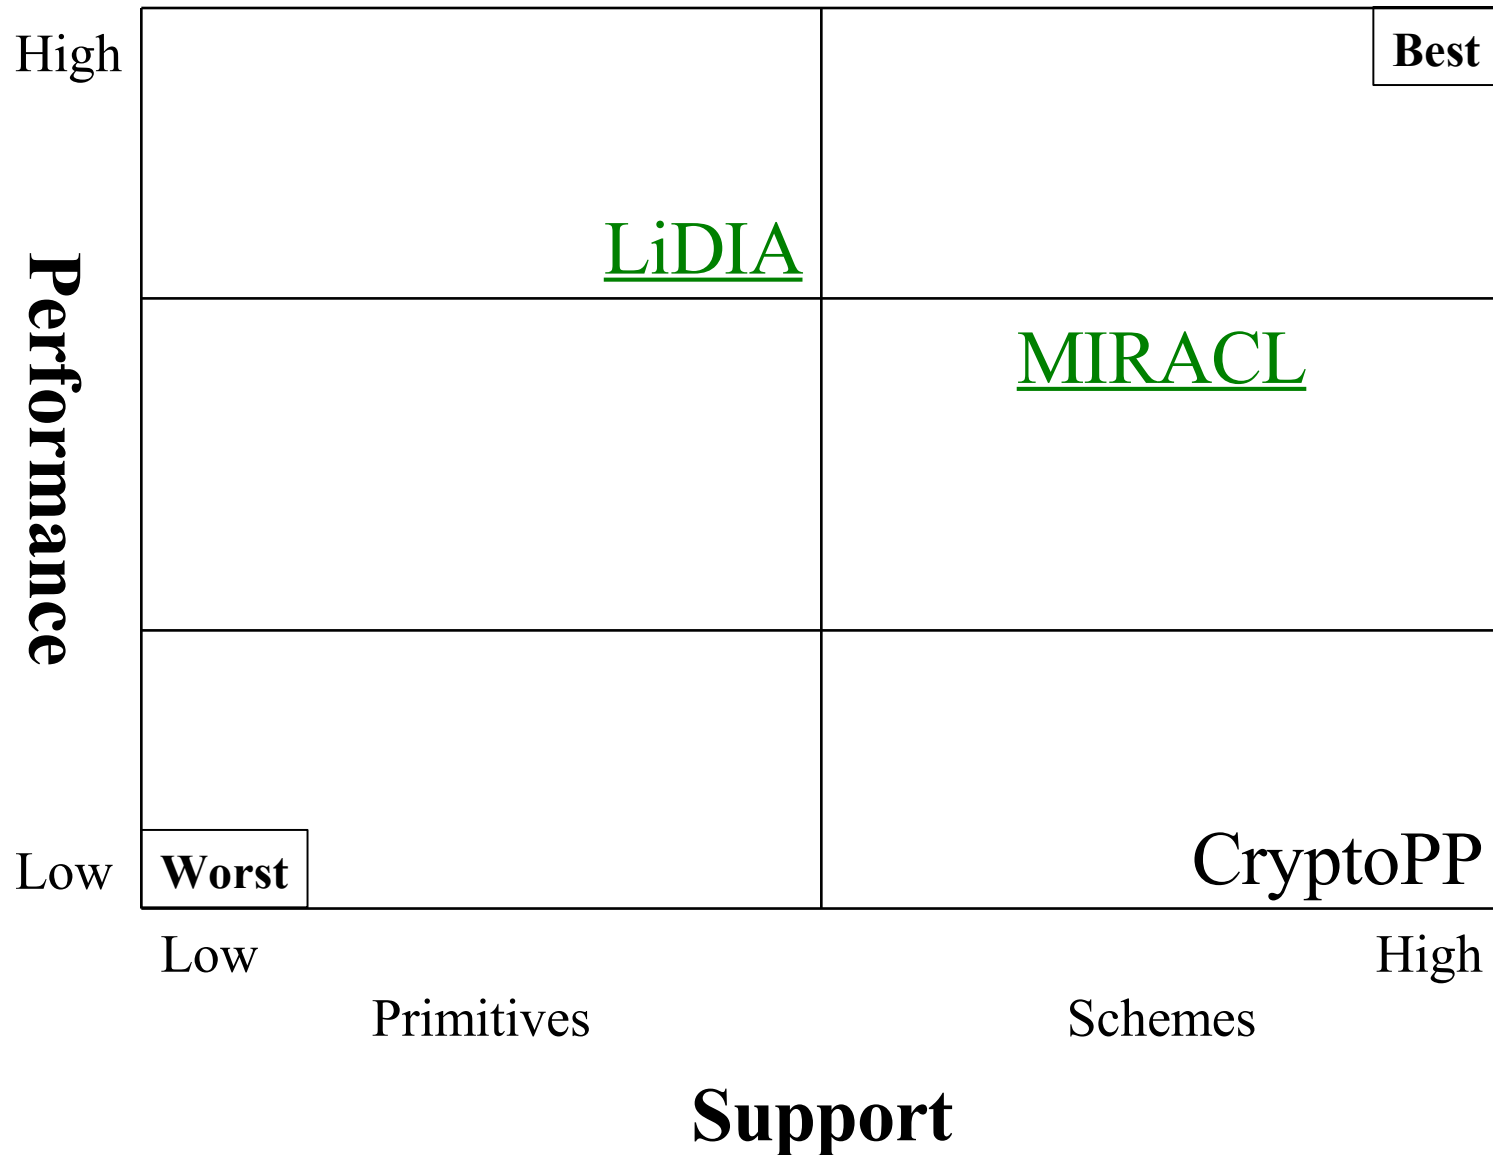 High
Best
LiDIA
MIRACL
Performance
CryptoPP
Low
Worst
Low
High
Primitives
Schemes
Support